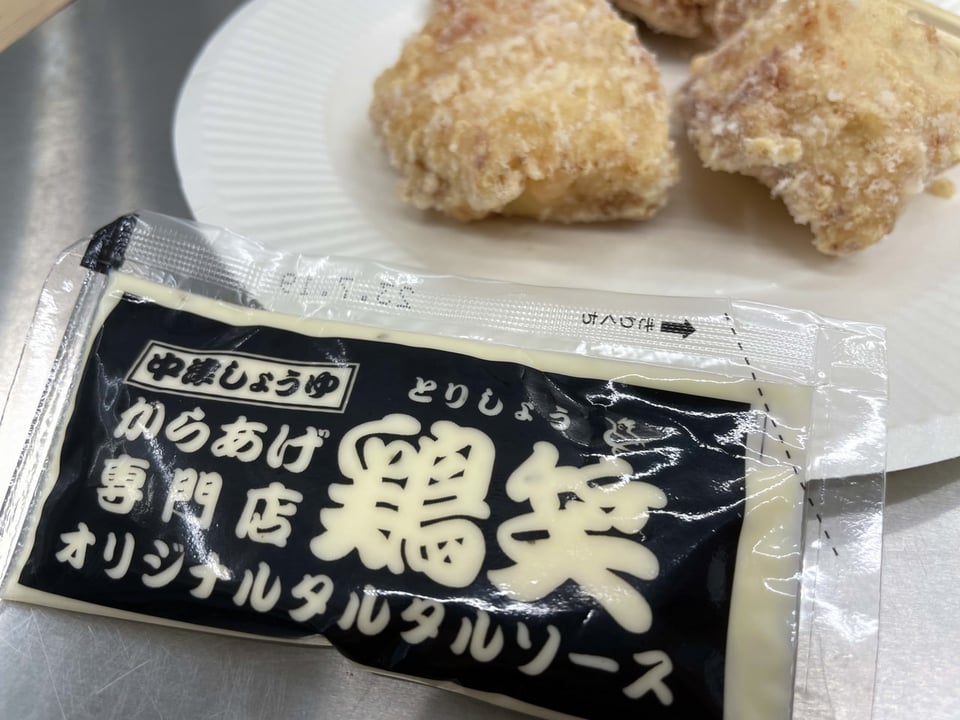 きりくち
中津しょうゆ
からあげ
専門店
とりしょう
鶏笑
オリジナルタルタルソース